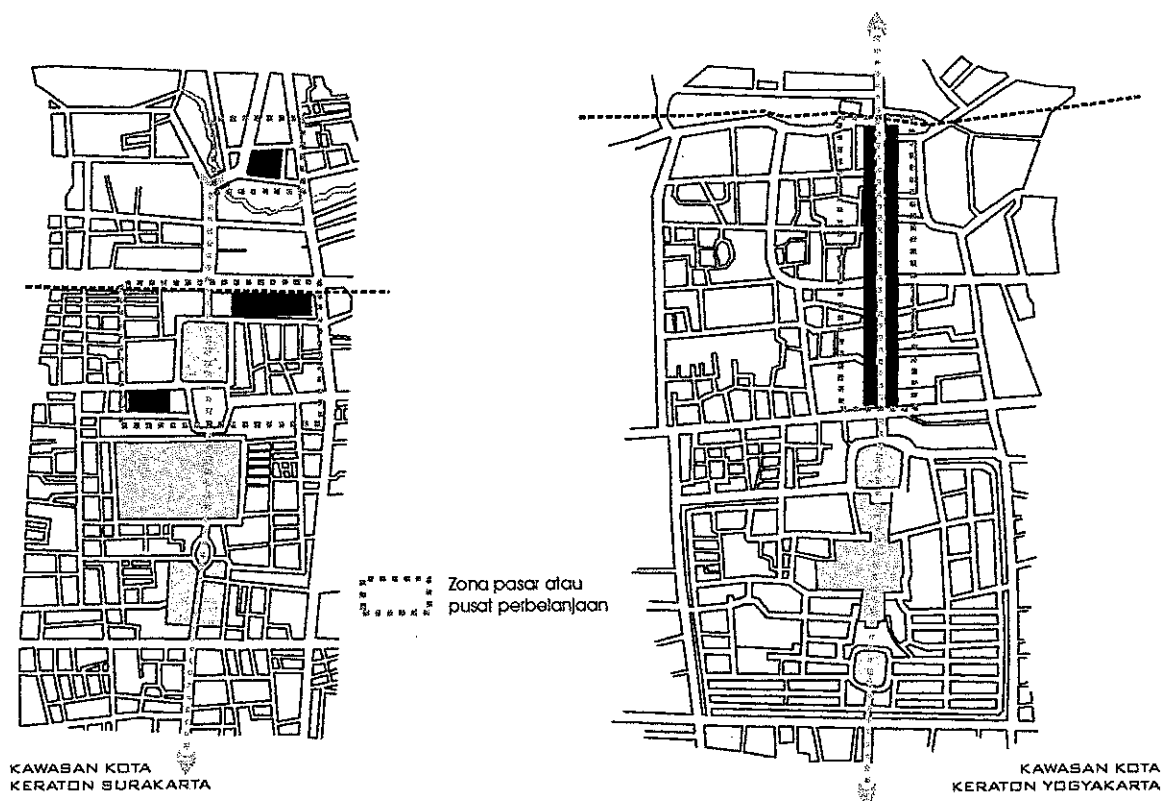 Zona pasar atau
pusat perbelanjaan
KAWASAN KOTA
KERATON SURAKARTA
KAWASAN KOTA
KERATON YOGYAKARTA